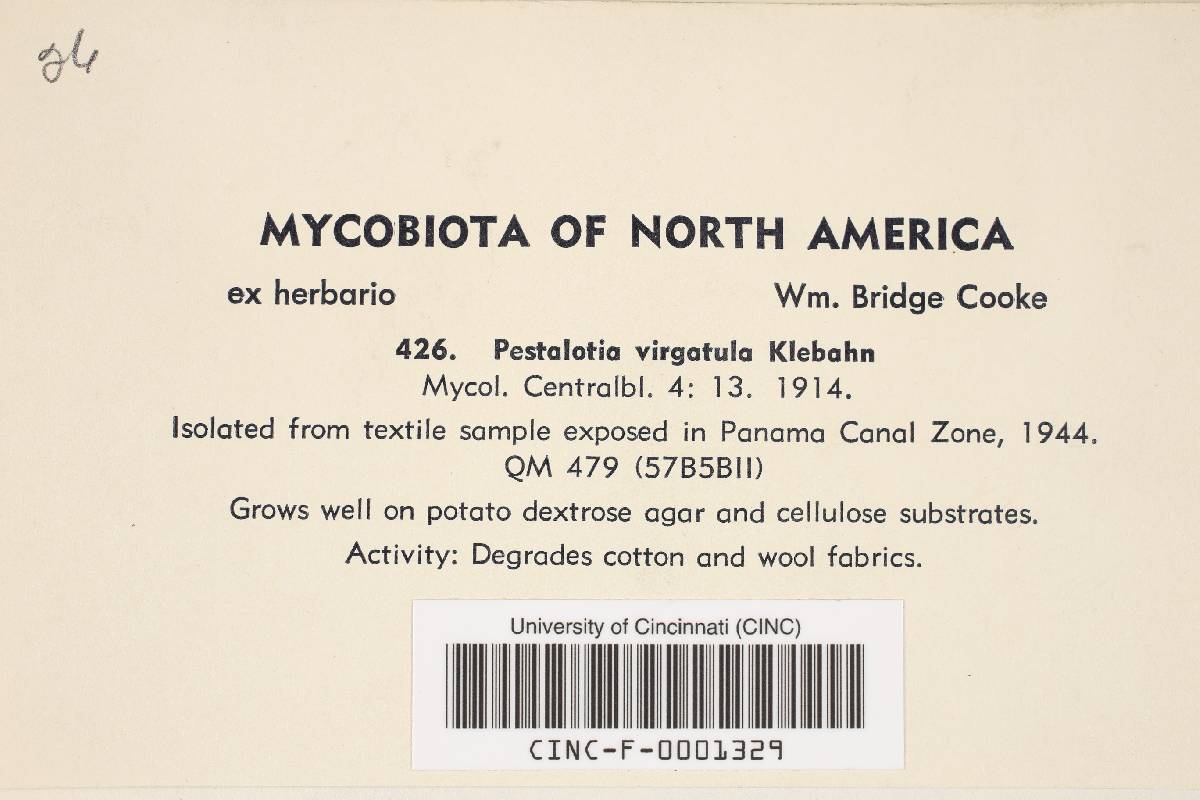 MYCOBIOTA OF NORTH AMERICA
ex herbario Wm. Bridge Cooke
426. Pestalotia virgatula Klebahn
Mycol. Centralbl. 4: 13. 1914.
Isolated from textile sample exposed in Panama Canal Zone, 1944.
QM 479 (57B5BII)
Grows well on potato dextrose agar and cellulose substrates.
Activity: Degrades cotton and wool fabrics.
University of Cincinnati (CINC)
CINC-F-0001329